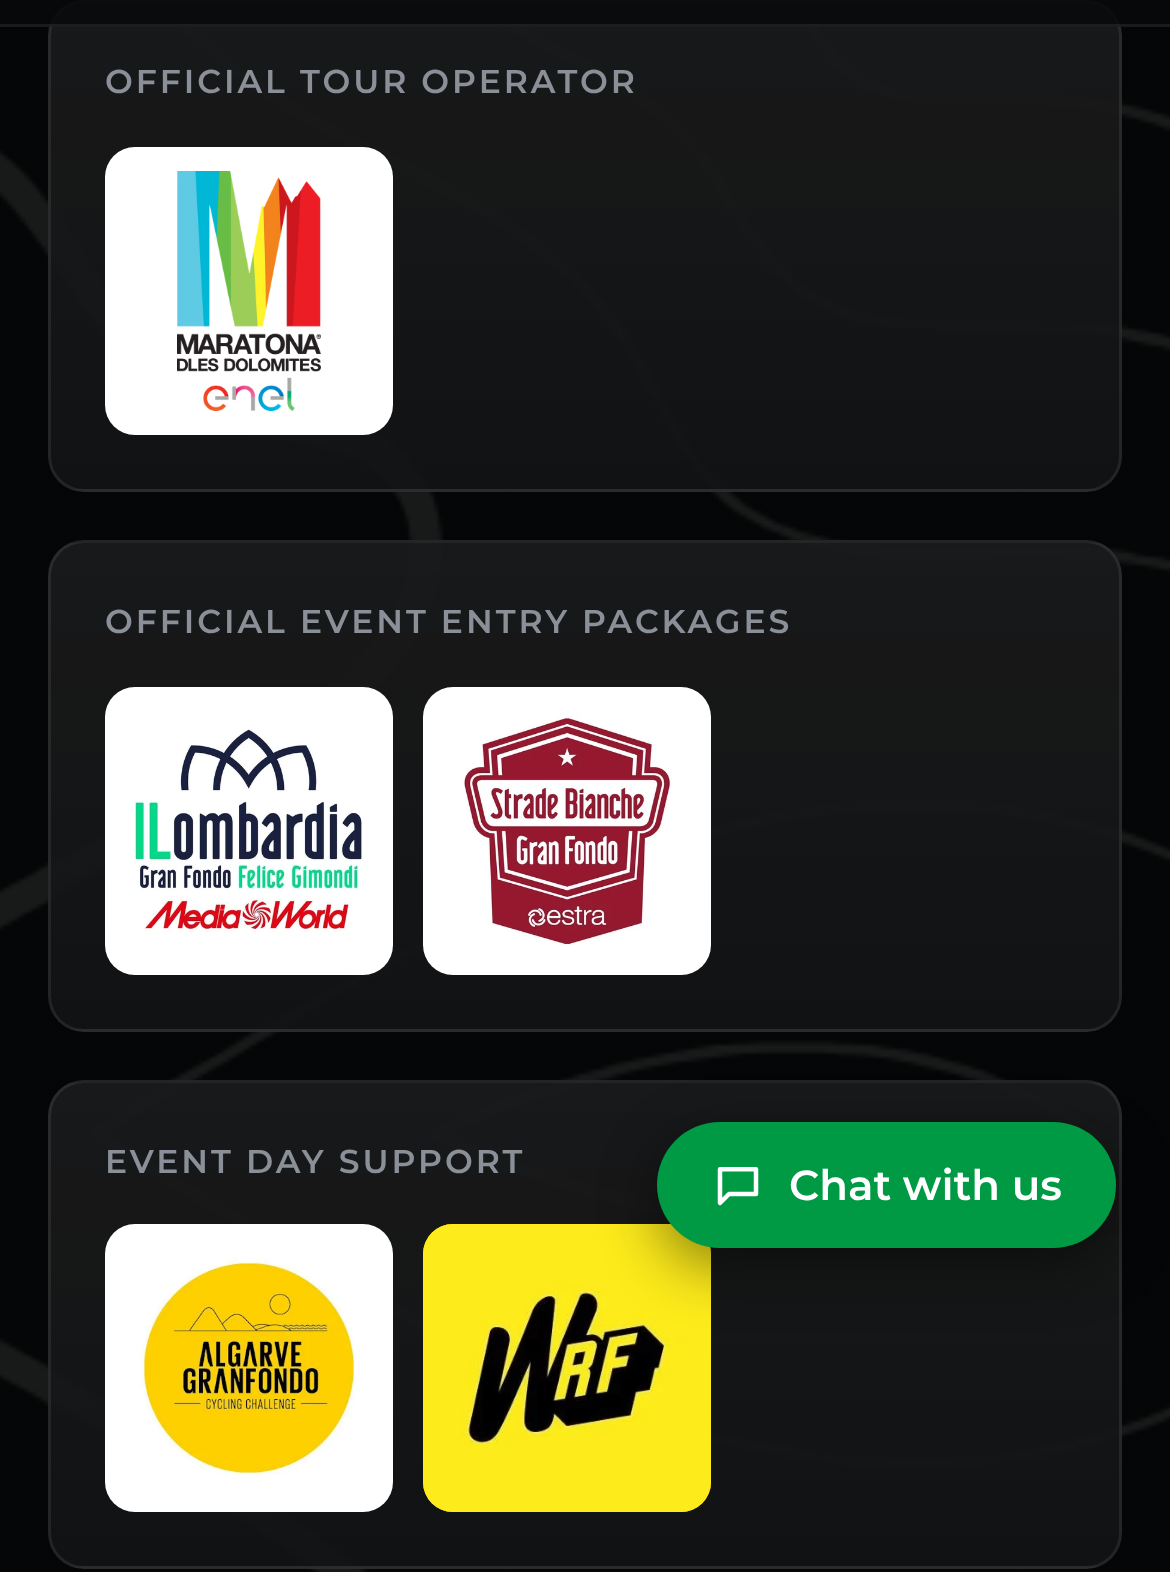 OFFICIAL TOUR OPERATOR
M
MARATONA®
DLES DOLOMITES
enel
OFFICIAL EVENT ENTRY PACKAGES
ILombardia
Gran Fondo Felice Gimondi
MediaWorld
Strade Bianche
Gran Fondo
estra
EVENT DAY SUPPORT
Chat with us
ALGARVE
GRANFONDO
CYCLING CHALLENGE
WRF